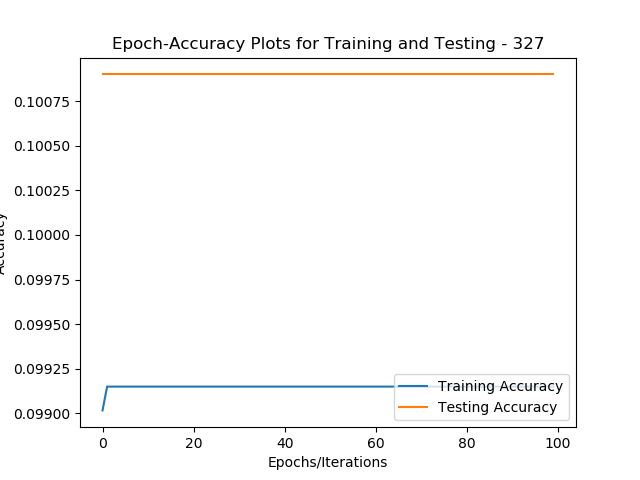 Epoch-Accuracy Plots for Training and Testing - 327
0.10075
0.10050
0.10025
0.10000
0.09975
0.09950
0.09925
0.09900
Accuracy
0
20
40
60
80
100
Epochs/Iterations
Training Accuracy
Testing Accuracy